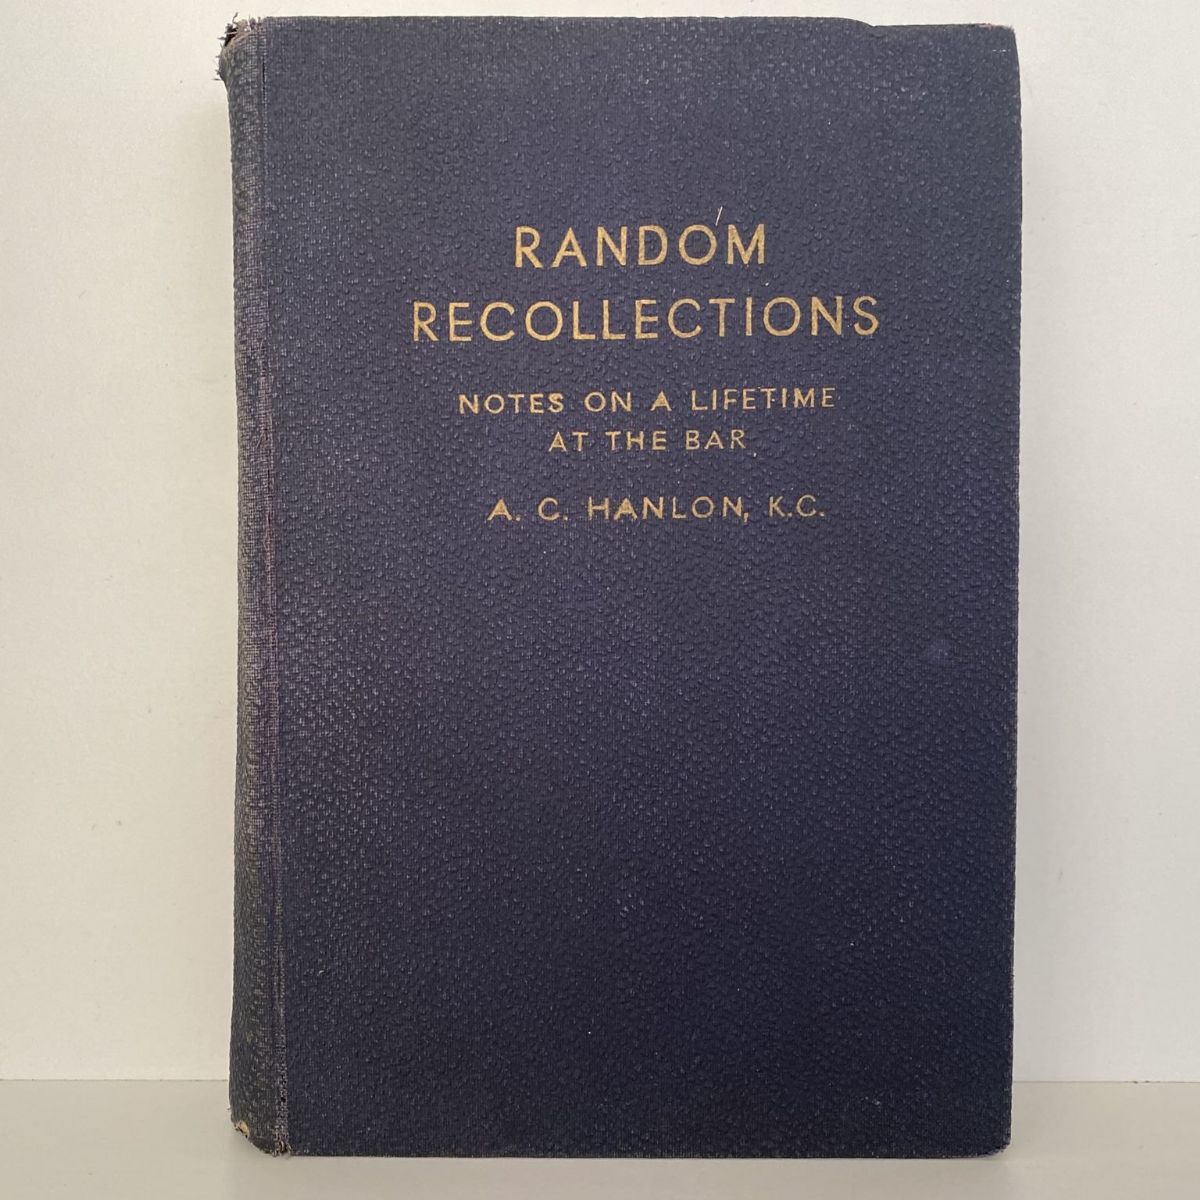 RANDOM
RECOLLECTIONS
NOTES ON A LIFETIME
AT THE BAR
A. C. HANLON, K.C.